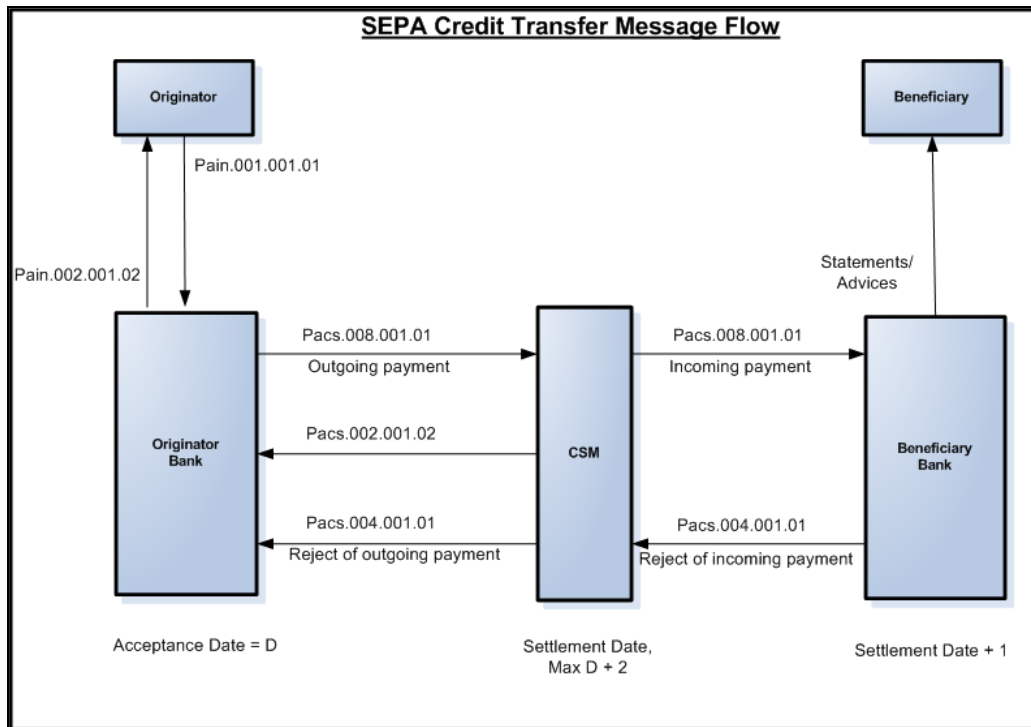 SEPA Credit Transfer Message Flow
Originator
Beneficiary
Pain.001.001.01
Pain.002.001.02
Statements/
Advices
Pacs.008.001.01
Outgoing payment
Pacs.008.001.01
Incoming payment
Pacs.002.001.02
Originator
Bank
CSM
Beneficiary
Bank
Pacs.004.001.01
Reject of outgoing payment
Pacs.004.001.01
Reject of incoming payment
Acceptance Date = D
Settlement Date,
Max D + 2
Settlement Date + 1